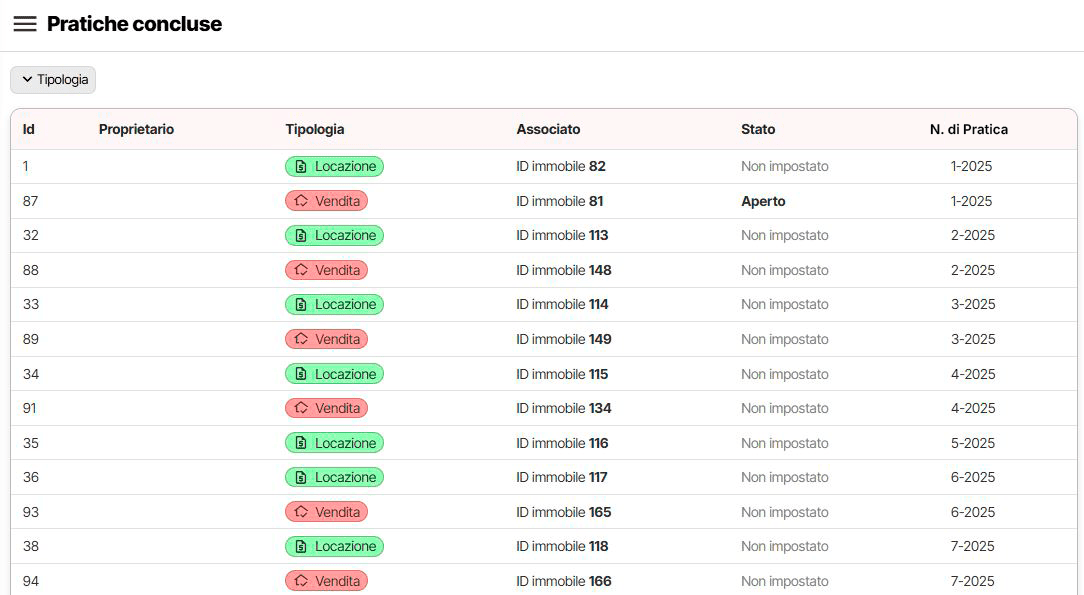 Pratiche concluse
Tipologia
Id Proprietario Tipologia Associato Stato N. di Pratica
1 Locazione ID immobile 82 Non impostato 1-2025
87 Vendita ID immobile 81 Aperto 1-2025
32 Locazione ID immobile 113 Non impostato 2-2025
88 Vendita ID immobile 148 Non impostato 2-2025
33 Locazione ID immobile 114 Non impostato 3-2025
89 Vendita ID immobile 149 Non impostato 3-2025
34 Locazione ID immobile 115 Non impostato 4-2025
91 Vendita ID immobile 134 Non impostato 4-2025
35 Locazione ID immobile 116 Non impostato 5-2025
36 Locazione ID immobile 117 Non impostato 6-2025
93 Vendita ID immobile 165 Non impostato 6-2025
38 Locazione ID immobile 118 Non impostato 7-2025
94 Vendita ID immobile 166 Non impostato 7-2025